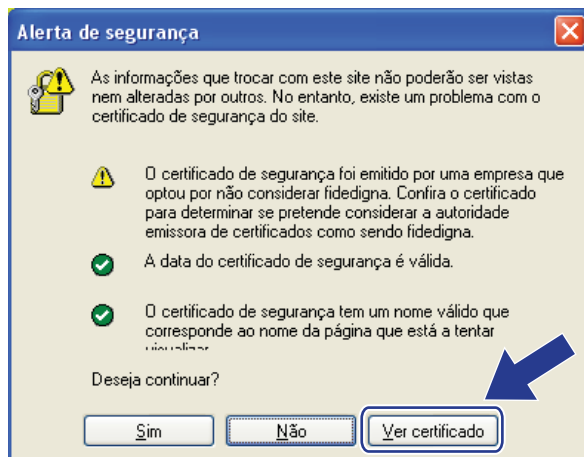 Alerta de segurança
As informações que trocar com este site não poderão ser vistas
nem alteradas por outros. No entanto, existe um problema com o
certificado de segurança do site.
O certificado de segurança foi emitido por uma empresa que
optou por não considerar fidedigna. Confira o certificado
para determinar se pretende considerar a autoridade
emissora de certificados como sendo fidedigna.
A data do certificado de segurança é válida.
O certificado de segurança tem um nome válido que
corresponde ao nome da página que está a tentar
visualizar
Deseja continuar?
Sim
Não
Ver certificado